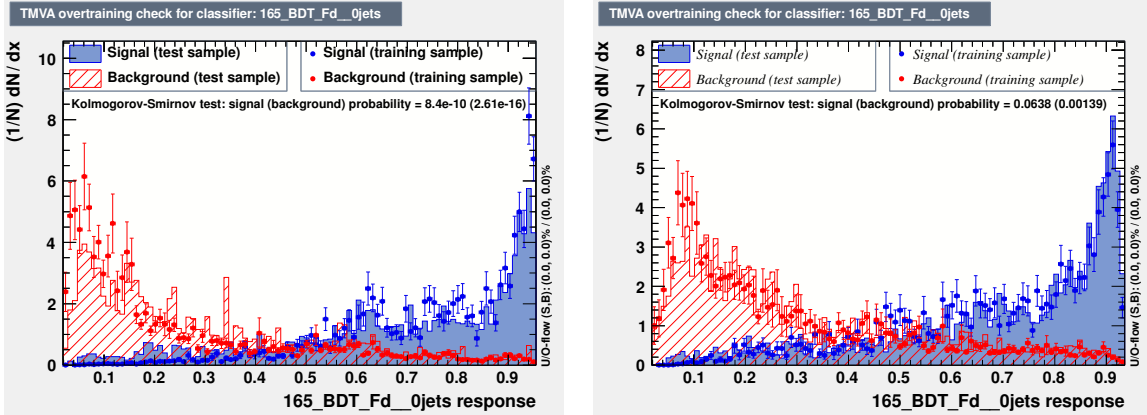 TMVA overtraining check for classifier: 165_BDT_Fd__0jets
Signal (test sample)
Background (test sample)
Signal (training sample)
Background (training sample)
Kolmogorov-Smirnov test: signal (background) probability = 8.4e-10 (2.61e-16)
(1/N) dN / dx
10
8
6
4
2
0
0.1 0.2 0.3 0.4 0.5 0.6 0.7 0.8 0.9
165_BDT_Fd__0jets response
U/O-flow (S,B): (0.0, 0.0)% / (0.0, 0.0)%
TMVA overtraining check for classifier: 165_BDT_Fd__0jets
Signal (test sample)
Background (test sample)
Signal (training sample)
Background (training sample)
Kolmogorov-Smirnov test: signal (background) probability = 0.0638 (0.00139)
(1/N) dN / dx
8
7
6
5
4
3
2
1
0
0.1 0.2 0.3 0.4 0.5 0.6 0.7 0.8 0.9
165_BDT_Fd__0jets response
U/O-flow (S,B): (0.0, 0.0)% / (0.0, 0.0)%